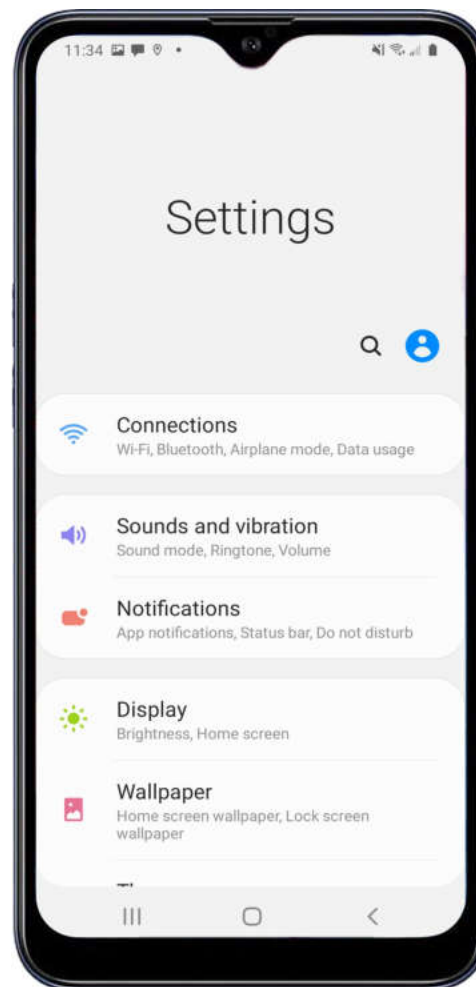 11:34
Settings
Connections
Wi-Fi, Bluetooth, Airplane mode, Data usage
Sounds and vibration
Sound mode, Ringtone, Volume
Notifications
App notifications, Status bar, Do not disturb
Display
Brightness, Home screen
Wallpaper
Home screen wallpaper, Lock screen
wallpaper